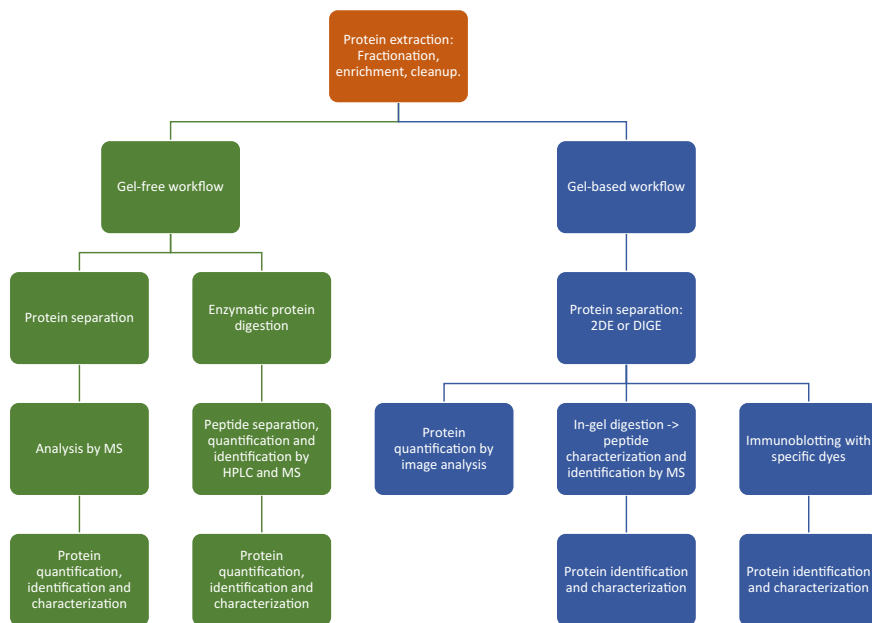 Protein extraction:
Fractionation,
enrichment, cleanup.
Gel-free workflow
Gel-based workflow
Protein separation
Enzymatic protein
digestion
Protein separation:
2DE or DIGE
Analysis by MS
Peptide separation,
quantification and
identification by
HPLC and MS
Protein
quantification by
image analysis
In-gel digestion ->
peptide
characterization and
identification by MS
Immunoblotting with
specific dyes
Protein
quantification,
identification and
characterization
Protein
quantification,
identification and
characterization
Protein identification
and characterization
Protein identification
and characterization